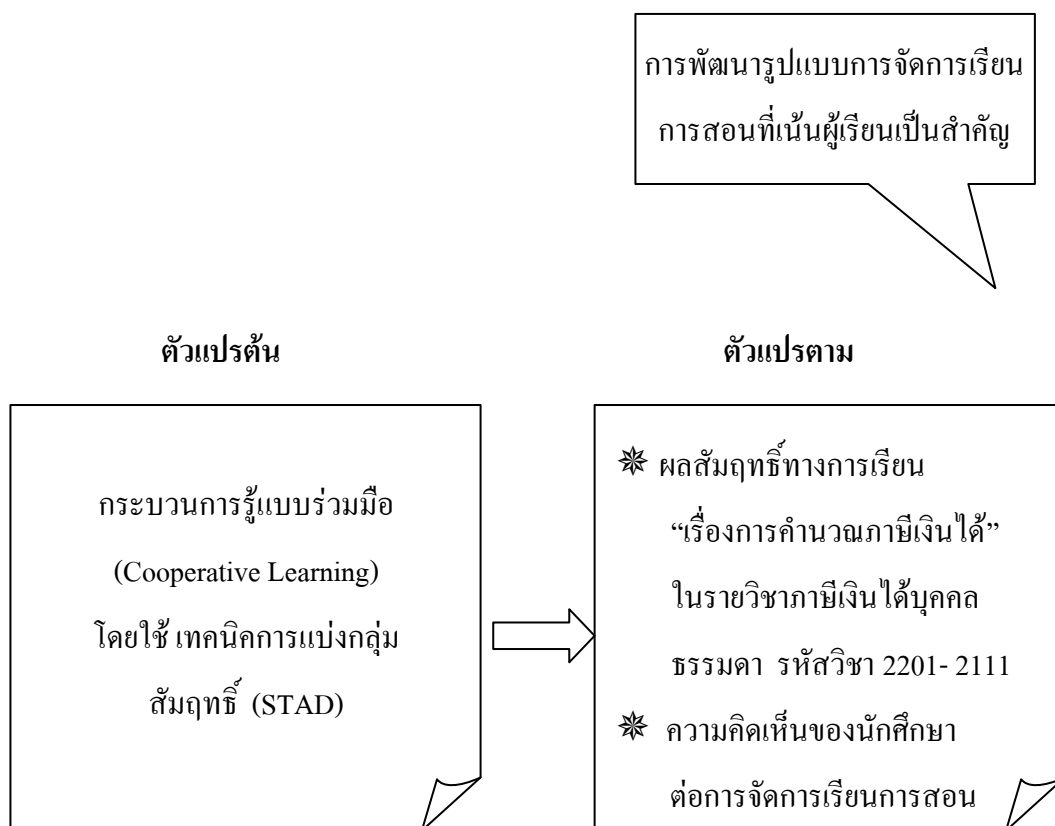 การพัฒนารูปแบบการจัดการเรียน
การสอนที่เน้นผู้เรียนเป็นสำคัญ
ตัวแปรต้น
ตัวแปรตาม
กระบวนการรู้แบบร่วมมือ
(Cooperative Learning)
โดยใช้ เทคนิคการแบ่งกลุ่ม
สัมฤทธิ์ (STAD)
ผลสัมฤทธิ์ทางการเรียน
“เรื่องการคำนวณภาษีเงินได้”
ในรายวิชาภาษีเงินได้บุคคล
ธรรมดา รหัสวิชา 2201- 2111
ความคิดเห็นของนักศึกษา
ต่อการจัดการเรียนการสอน